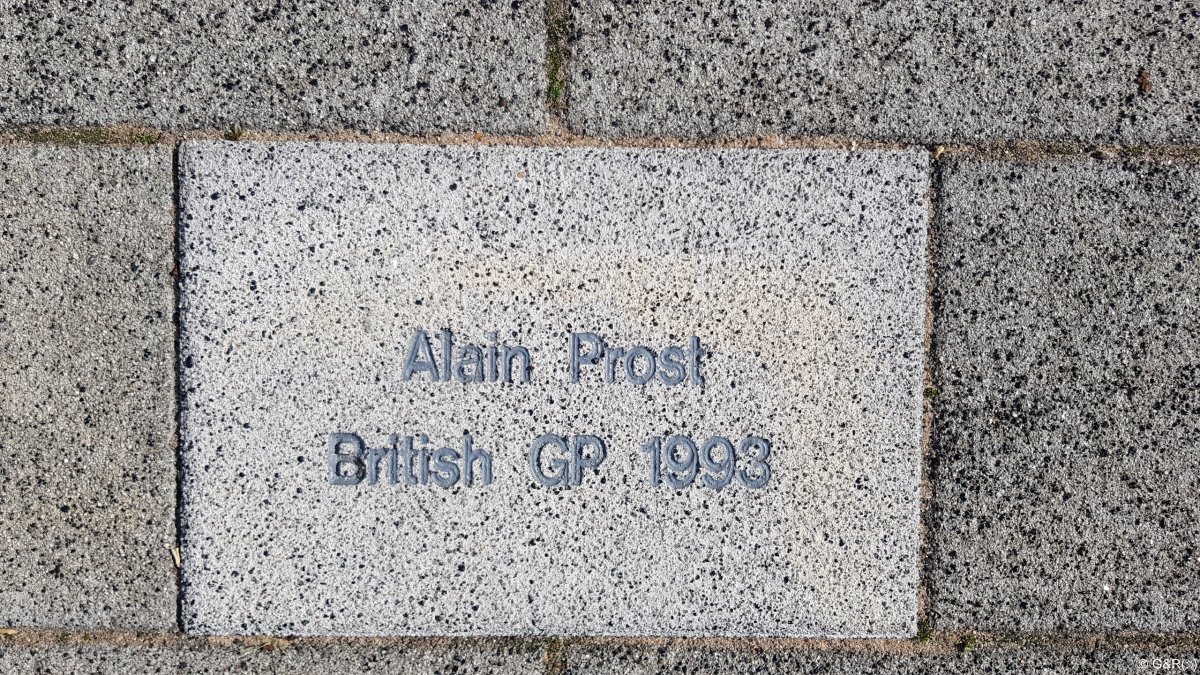 Alain Prost
British GP 1993
© G&R(:)